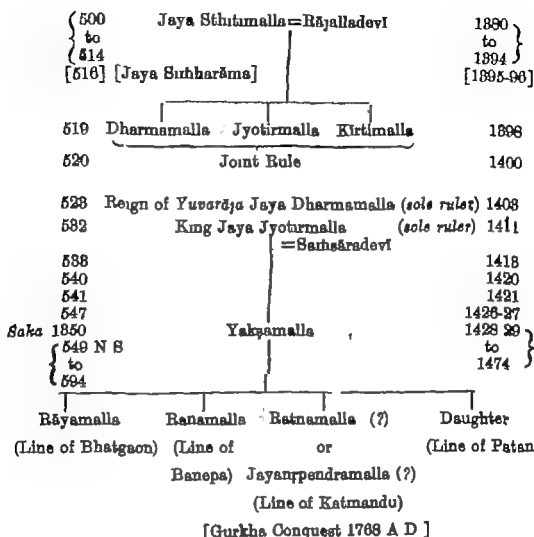 500 Jaya Sthitimalla=Rājalladevī 1380
to to
514 1394
[516] [Jaya Siṁharāma] [1395-96]
519 Dharmamalla Jyotirmalla Kīrtimalla 1398
520 Joint Rule 1400
528 Reign of Yuvarāja Jaya Dharmamalla (sole ruler) 1408
532 King Jaya Jyotirmalla (sole ruler) 1411
=Saṁsāradevī
538 1418
540 1420
541 1421
547 1426-27
Saka 1350 Yakṣamalla 1428 29
549 N S to
to 1474
594
Rāyamalla Raṇamalla Ratnamalla (?) Daughter
(Line of Bhatgaon) (Line of or (Line of Patan
Banepa) Jayanṛpendramalla (?)
(Line of Katmandu)
[Gurkha Conquest 1768 A D ]